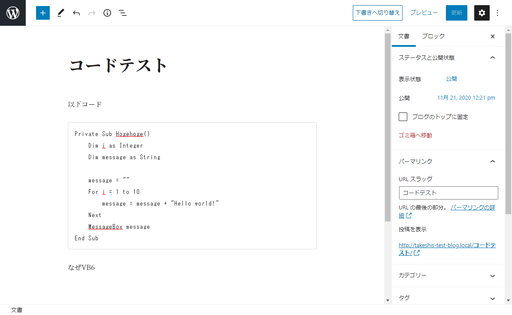 下書きへ切り替え
プレビュー
更新
コードテスト
以下コード
Private Sub Hogehoge()
Dim i as Integer
Dim message as String
message = ""
For i = 1 to 10
message = message + "Hello world!"
Next
MessageBox message
End Sub
なぜVB6
文書
ブロック
ステータスと公開状態
表示状態
公開
公開
11月 21, 2020 12:21 pm
ブログのトップに固定
ゴミ箱へ移動
パーマリンク
URL スラッグ
コードテスト
URL の最後の部分。 パーマリンクの詳
細
投稿を表示
http://takeshis-test-blog.local/コードテ
スト/
カテゴリー
タグ
文書